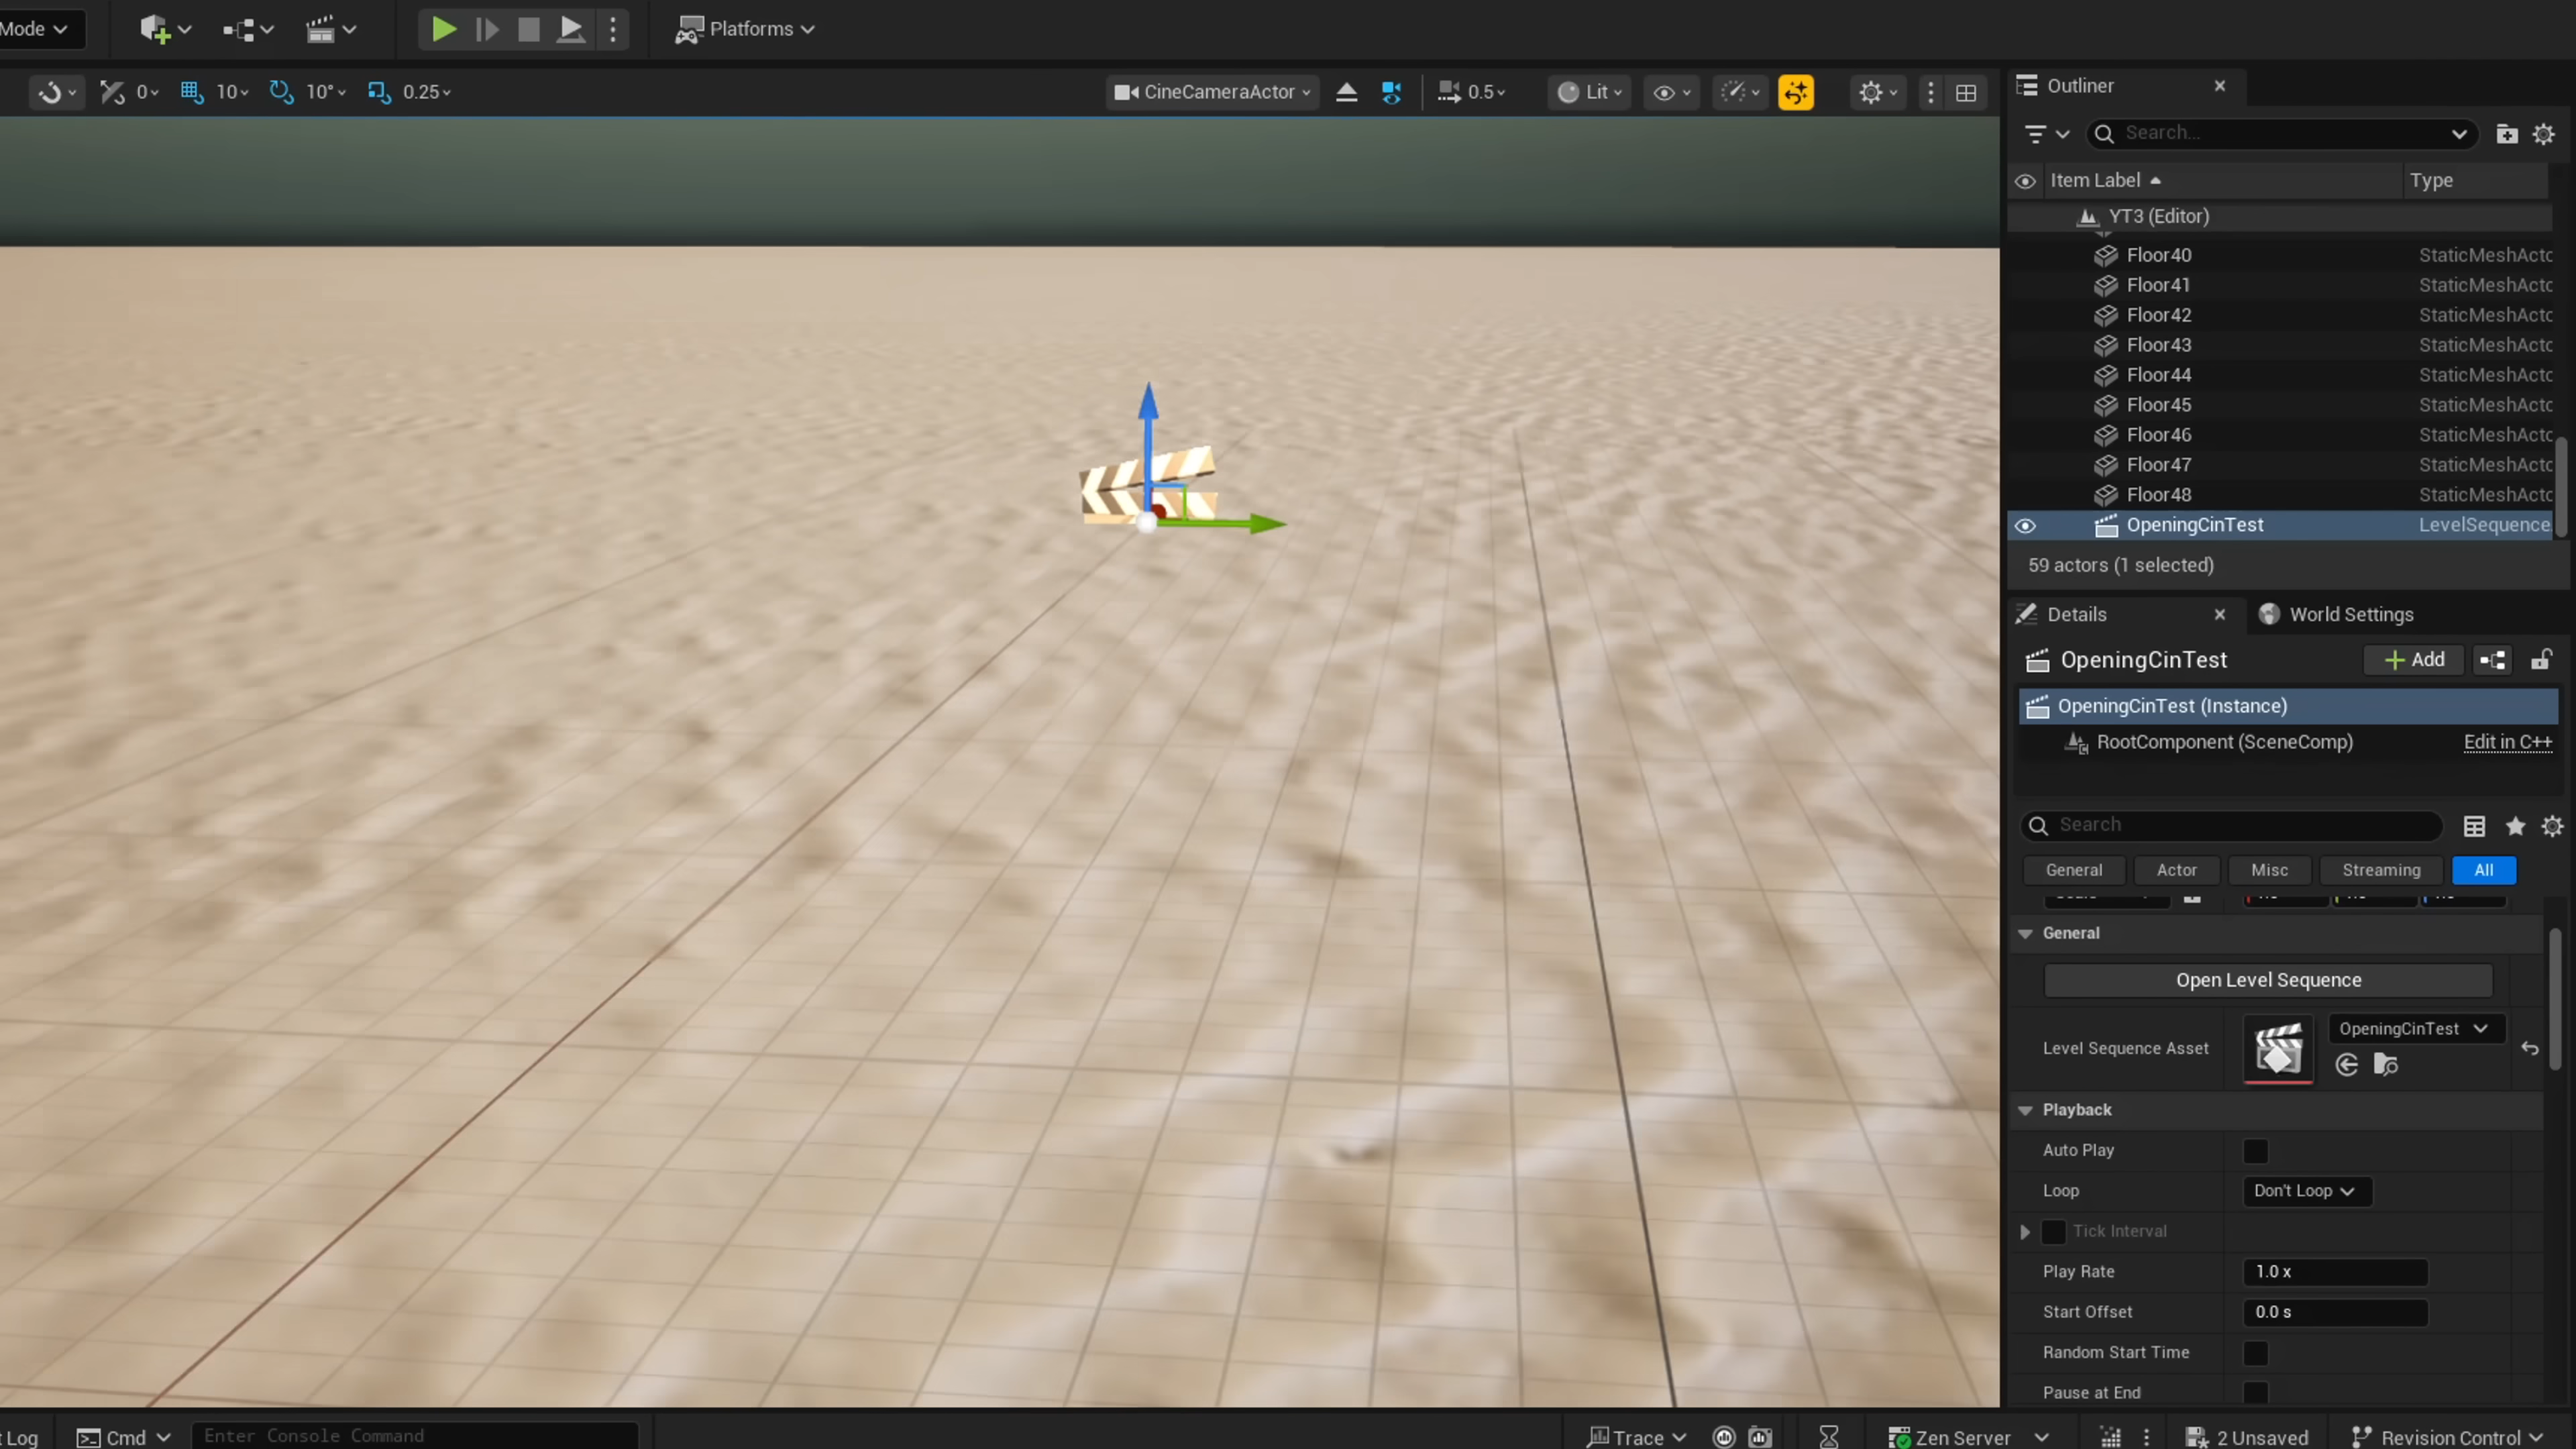 Mode
Platforms
0
10
10°
0.25
CineCameraActor
0.5
Lit
Outliner
Search...
Item Label
Type
YT3 (Editor)
Floor40
StaticMeshActo
Floor41
StaticMeshActo
Floor42
StaticMeshActo
Floor43
StaticMeshActo
Floor44
StaticMeshActo
Floor45
StaticMeshActo
Floor46
StaticMeshActo
Floor47
StaticMeshActo
Floor48
StaticMeshActo
OpeningCinTest
LevelSequence
59 actors (1 selected)
Details
World Settings
OpeningCinTest
Add
OpeningCinTest (Instance)
RootComponent (SceneComp)
Edit in C++
Search
General
Actor
Misc
Streaming
All
General
Open Level Sequence
Level Sequence Asset
OpeningCinTest
Playback
Auto Play
Loop
Don't Loop
Tick Interval
Play Rate
1.0 x
Start Offset
0.0 s
Random Start Time
Pause at End
t Log
Cmd
Enter Console Command
Trace
Zen Server
2 Unsaved
Revision Control